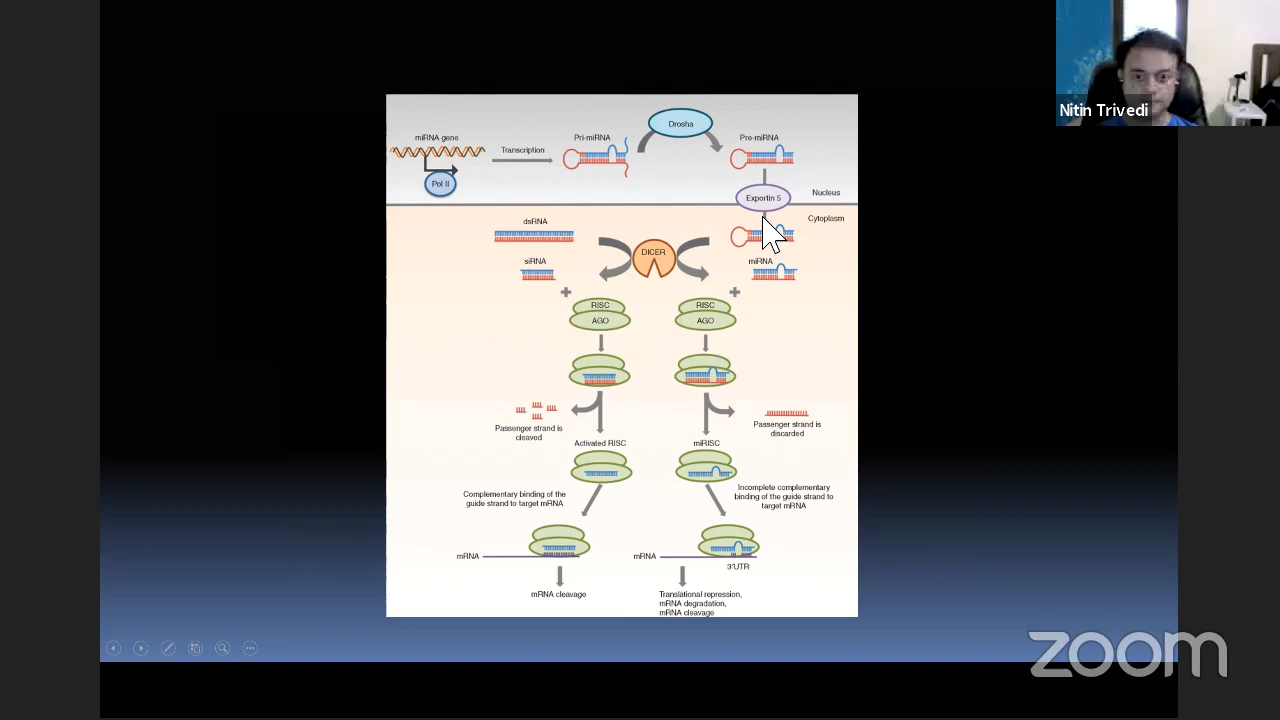 Nitin Trivedi
miRNA gene
Pol II
Transcription
Pri-miRNA
Drosha
Pre-miRNA
Exportin 5
Nucleus
Cytoplasm
dsRNA
siRNA
DICER
miRNA
RISC
AGO
RISC
AGO
Passenger strand is
cleaved
Passenger strand is
discarded
Activated RISC
miRISC
Complementary binding of the
guide strand to target mRNA
Incomplete complementary
binding of the guide strand to
target mRNA
mRNA
mRNA
3'UTR
mRNA cleavage
Translational repression,
mRNA degradation,
mRNA cleavage
zoom